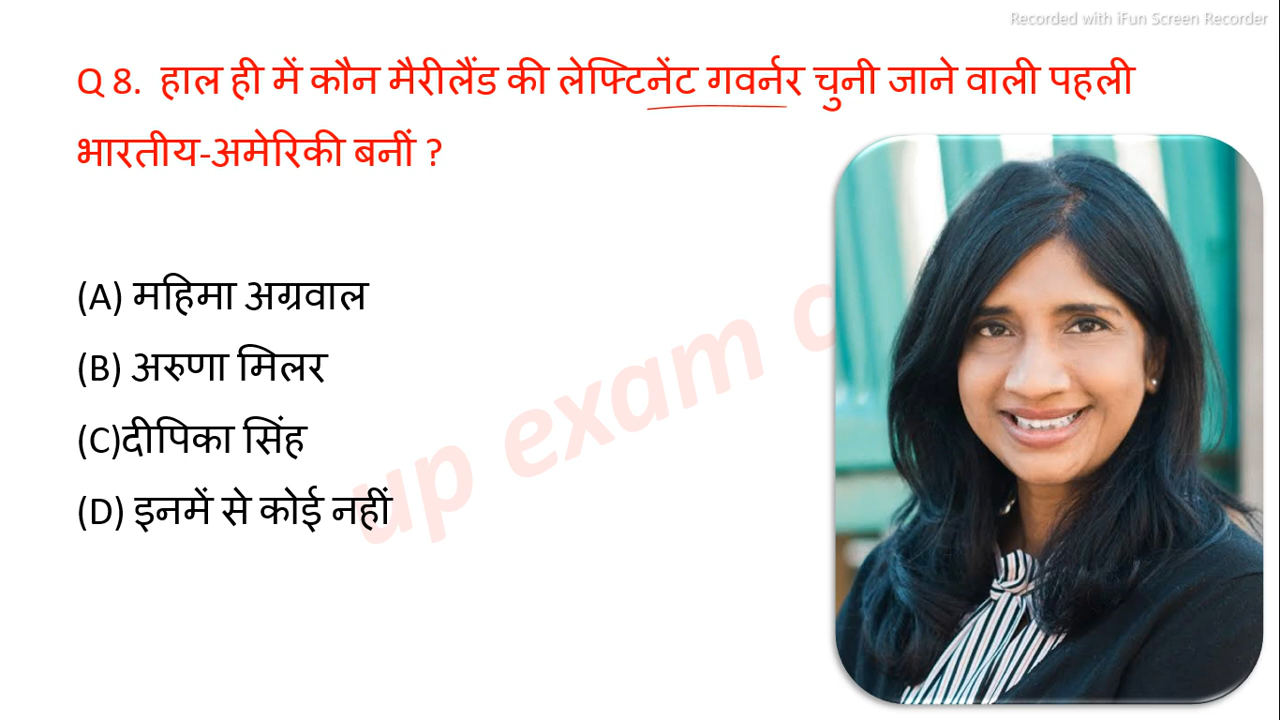 Recorded with iFun Screen Recorder
Q 8. हाल ही में कौन मैरीलैंड की लेफ्टिनेंट गवर्नर चुनी जाने वाली पहली
भारतीय-अमेरिकी बनीं ?
(A) महिमा अग्रवाल
(B) अरुणा मिलर
(C)दीपिका सिंह
(D) इनमें से कोई नहीं
up exam